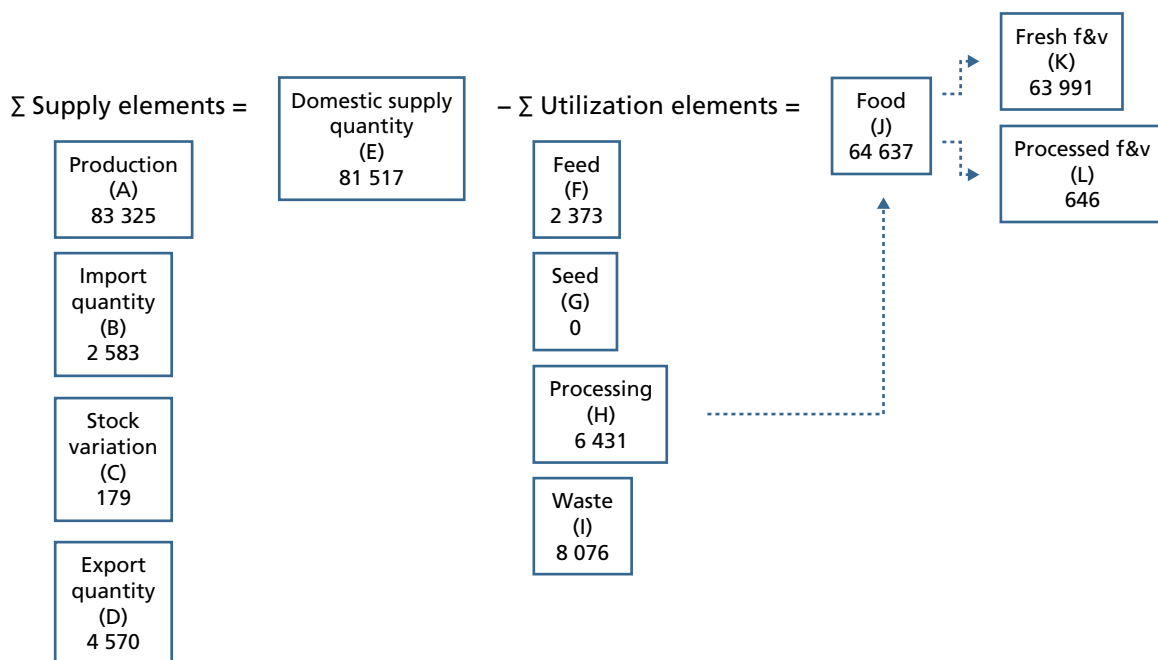 ∑ Supply elements =
Production
(A)
83 325
Import
quantity
(B)
2 583
Stock
variation
(C)
179
Export
quantity
(D)
4 570
Domestic supply
quantity
(E)
81 517
– ∑ Utilization elements =
Feed
(F)
2 373
Seed
(G)
0
Processing
(H)
6 431
Waste
(I)
8 076
Food
(J)
64 637
Fresh f&v
(K)
63 991
Processed f&v
(L)
646